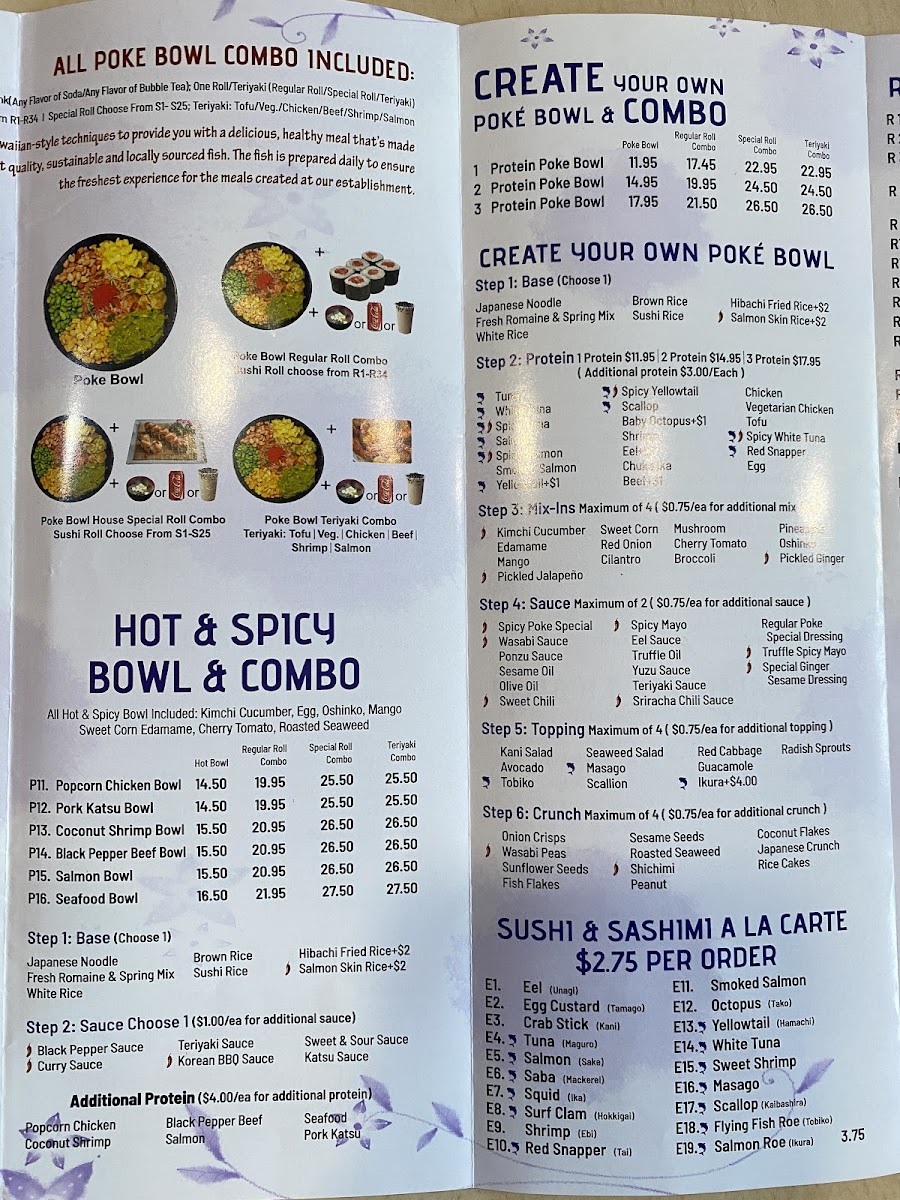 ALL POKE BOWL COMBO INCLUDED:
(Any Flavor of Soda/Any Flavor of Bubble Tea); One Roll/Teriyaki (Regular Roll/Special Roll/Teriyaki)
R1-R34 | Special Roll Choose From S1- S25; Teriyaki: Tofu/Veg./Chicken/Beef/Shrimp/Salmon
techniques to provide you with a delicious, healthy meal that's made
quality, sustainable and locally sourced fish. The fish is prepared daily to ensure
the freshest experience for the meals created at our establishment.
Poke Bowl
Poke Bowl Regular Roll Combo
Sushi Roll choose from R1-R34
+
+
or
or
+
+
or
or
+
+
or
or
Poke Bowl House Special Roll Combo
Sushi Roll Choose From S1-S25
Poke Bowl Teriyaki Combo
Teriyaki: Tofu | Veg. | Chicken | Beef |
Shrimp | Salmon
HOT & SPICY
BOWL & COMBO
All Hot & Spicy Bowl Included: Kimchi Cucumber, Egg, Oshinko, Mango
Sweet Corn Edamame, Cherry Tomato, Roasted Seaweed
Hot Bowl Regular Roll Combo Special Roll Combo Teriyaki Combo
P11. Popcorn Chicken Bowl 14.50 19.95 25.50 25.50
P12. Pork Katsu Bowl 14.50 19.95 25.50 25.50
P13. Coconut Shrimp Bowl 15.50 20.95 26.50 26.50
P14. Black Pepper Beef Bowl 15.50 20.95 26.50 26.50
P15. Salmon Bowl 15.50 20.95 26.50 26.50
P16. Seafood Bowl 16.50 21.95 27.50 27.50
Step 1: Base (Choose 1)
Japanese Noodle Brown Rice Hibachi Fried Rice+$2
Fresh Romaine & Spring Mix Sushi Rice Salmon Skin Rice+$2
White Rice
Step 2: Sauce Choose 1 ($1.00/ea for additional sauce)
Black Pepper Sauce Teriyaki Sauce Sweet & Sour Sauce
Curry Sauce Korean BBQ Sauce Katsu Sauce
Additional Protein ($4.00/ea for additional protein)
Popcorn Chicken Black Pepper Beef Seafood
Coconut Shrimp Salmon Pork Katsu
CREATE YOUR OWN
POKÉ BOWL & COMBO
Poke Bowl Regular Roll Combo Special Roll Combo Teriyaki Combo
1 Protein Poke Bowl 11.95 17.45 22.95 22.95
2 Protein Poke Bowl 14.95 19.95 24.50 24.50
3 Protein Poke Bowl 17.95 21.50 26.50 26.50
CREATE YOUR OWN POKÉ BOWL
Step 1: Base (Choose 1)
Japanese Noodle Brown Rice Hibachi Fried Rice+$2
Fresh Romaine & Spring Mix Sushi Rice Salmon Skin Rice+$2
White Rice
Step 2: Protein 1 Protein $11.95 | 2 Protein $14.95 | 3 Protein $17.95
( Additional protein $3.00/Each )
Spicy Yellowtail Chicken
Scallop Vegetarian Chicken
Baby Octopus+$1 Tofu
Spicy White Tuna
Red Snapper
Salmon Egg
Step 3: Mix-Ins Maximum of 4 ( $0.75/ea for additional mix
Kimchi Cucumber Sweet Corn Mushroom
Edamame Red Onion Cherry Tomato
Mango Cilantro Broccoli Pickled Ginger
Pickled Jalapeño
Step 4: Sauce Maximum of 2 ( $0.75/ea for additional sauce )
Spicy Poke Special Spicy Mayo Regular Poke
Wasabi Sauce Eel Sauce Special Dressing
Ponzu Sauce Truffle Oil Truffle Spicy Mayo
Sesame Oil Yuzu Sauce Special Ginger
Olive Oil Teriyaki Sauce Sesame Dressing
Sweet Chili Sriracha Chili Sauce
Step 5: Topping Maximum of 4 ( $0.75/ea for additional topping )
Kani Salad Seaweed Salad Red Cabbage Radish Sprouts
Avocado Masago Guacamole
Tobiko Scallion Ikura+$4.00
Step 6: Crunch Maximum of 4 ( $0.75/ea for additional crunch )
Onion Crisps Sesame Seeds Coconut Flakes
Wasabi Peas Roasted Seaweed Japanese Crunch
Sunflower Seeds Shichimi Rice Cakes
Fish Flakes Peanut
SUSHI & SASHIMI A LA CARTE
$2.75 PER ORDER
E1. Eel (Unagi) E11. Smoked Salmon
E2. Egg Custard (Tamago) E12. Octopus (Tako)
E3. Crab Stick (Kani) E13. Yellowtail (Hamachi)
E4. Tuna (Maguro) E14. White Tuna
E5. Salmon (Sake) E15. Sweet Shrimp
E6. Saba (Mackerel) E16. Masago
E7. Squid (Ika) E17. Scallop (Kaibashira)
E8. Surf Clam (Hokkigai) E18. Flying Fish Roe (Tobiko)
E9. Shrimp (Ebi) E19. Salmon Roe (Ikura) 3.75
E10. Red Snapper (Tai)